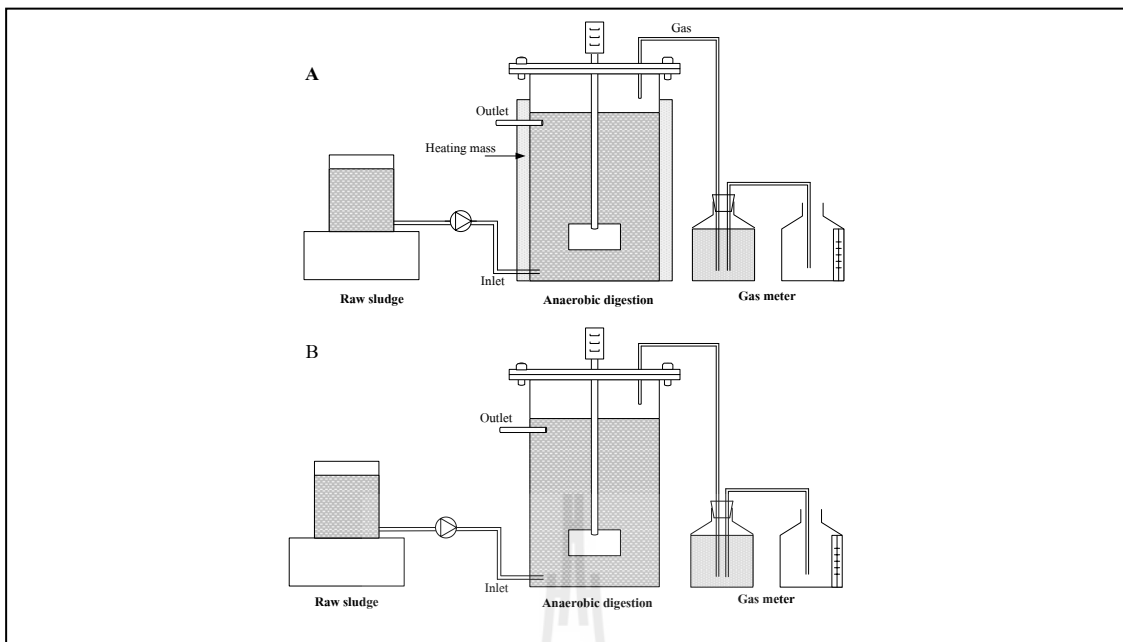 Gas
A
Outlet
Heating mass
Inlet
Raw sludge
Anaerobic digestion
Gas meter
B
Outlet
Inlet
Raw sludge
Anaerobic digestion
Gas meter